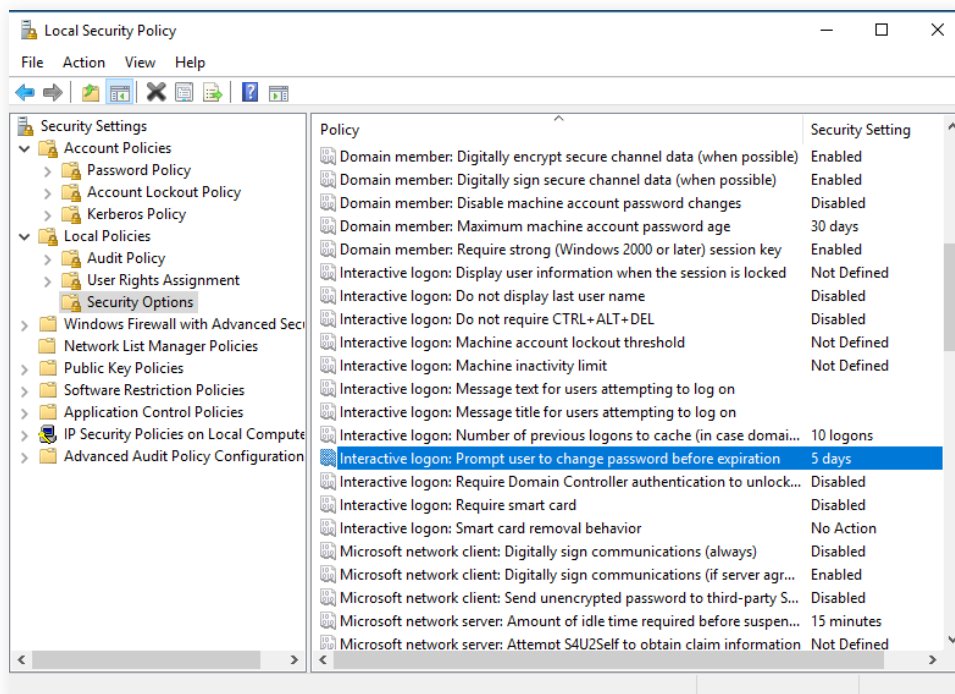 Local Security Policy
File Action View Help
Security Settings
Account Policies
Password Policy
Account Lockout Policy
Kerberos Policy
Local Policies
Audit Policy
User Rights Assignment
Security Options
Windows Firewall with Advanced Secu
Network List Manager Policies
Public Key Policies
Software Restriction Policies
Application Control Policies
IP Security Policies on Local Compute
Advanced Audit Policy Configuration
Policy Security Setting
Domain member: Digitally encrypt secure channel data (when possible) Enabled
Domain member: Digitally sign secure channel data (when possible) Enabled
Domain member: Disable machine account password changes Disabled
Domain member: Maximum machine account password age 30 days
Domain member: Require strong (Windows 2000 or later) session key Enabled
Interactive logon: Display user information when the session is locked Not Defined
Interactive logon: Do not display last user name Disabled
Interactive logon: Do not require CTRL+ALT+DEL Disabled
Interactive logon: Machine account lockout threshold Not Defined
Interactive logon: Machine inactivity limit Not Defined
Interactive logon: Message text for users attempting to log on
Interactive logon: Message title for users attempting to log on
Interactive logon: Number of previous logons to cache (in case domai... 10 logons
Interactive logon: Prompt user to change password before expiration 5 days
Interactive logon: Require Domain Controller authentication to unlock... Disabled
Interactive logon: Require smart card Disabled
Interactive logon: Smart card removal behavior No Action
Microsoft network client: Digitally sign communications (always) Disabled
Microsoft network client: Digitally sign communications (if server agr... Enabled
Microsoft network client: Send unencrypted password to third-party S... Disabled
Microsoft network server: Amount of idle time required before suspen... 15 minutes
Microsoft network server: Attempt S4U2Self to obtain claim information Not Defined